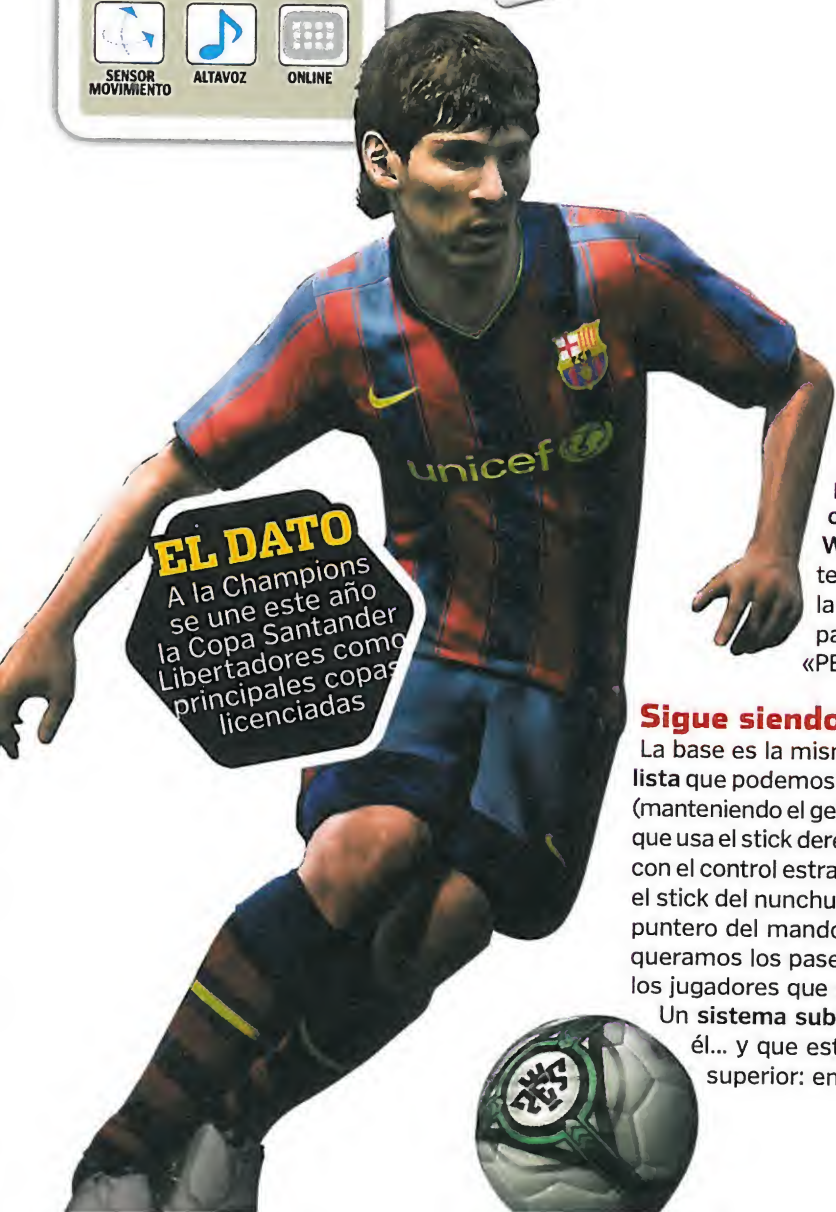 SENSOR
MOVIMIENTO
ALTAVOZ
ONLINE
unicef
EL DATO
A la Champions
se une este año
la Copa Santander
Libertadores como
principales copas
licenciadas
W
te
la
pa
«PE
Sigue siendo
La base es la mism
lista que podemos
(manteniendo el ge
que usa el stick dere
con el control estra
el stick del nunchu
puntero del mando
queramos los pase
los jugadores que
Un sistema sub
él... y que est
superior: en
PES